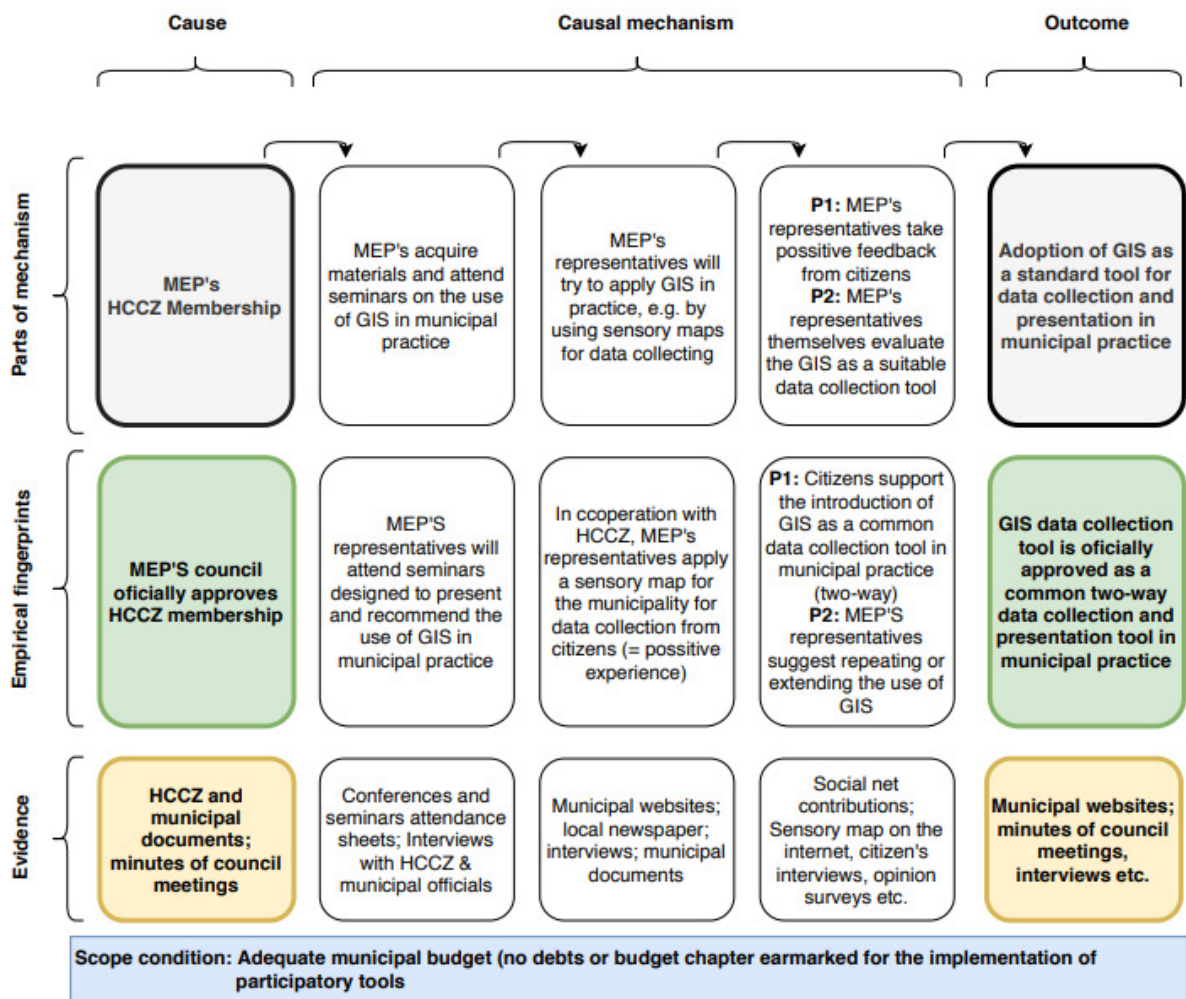 Cause
Causal mechanism
Outcome
Parts of mechanism
MEP's
HCCZ Membership
MEP's acquire
materials and attend
seminars on the use
of GIS in municipal
practice
MEP's
representatives will
try to apply GIS in
practice, e.g. by
using sensory maps
for data collecting
P1: MEP's
representatives take
possitive feedback
from citizens
P2: MEP's
representatives
themselves evaluate
the GIS as a suitable
data collection tool
Adoption of GIS as
a standard tool for
data collection and
presentation in
municipal practice
Empirical fingerprints
MEP'S council
oficially approves
HCCZ membership
MEP'S
representatives will
attend seminars
designed to present
and recommend the
use of GIS in
municipal practice
In ccoperation with
HCCZ, MEP's
representatives apply
a sensory map for
the municipality for
data collection from
citizens (= possitive
experience)
P1: Citizens support
the introduction of
GIS as a common
data collection tool in
municipal practice
(two-way)
P2: MEP'S
representatives
suggest repeating or
extending the use of
GIS
GIS data collection
tool is oficially
approved as a
common two-way
data collection and
presentation tool in
municipal practice
Evidence
HCCZ and
municipal
documents;
minutes of council
meetings
Conferences and
seminars attendance
sheets; Interviews
with HCCZ &
municipal officials
Municipal websites;
local newspaper;
interviews; municipal
documents
Social net
contributions;
Sensory map on the
internet, citizen's
interviews, opinion
surveys etc.
Municipal websites;
minutes of council
meetings,
interviews etc.
Scope condition: Adequate municipal budget (no debts or budget chapter earmarked for the implementation of
participatory tools